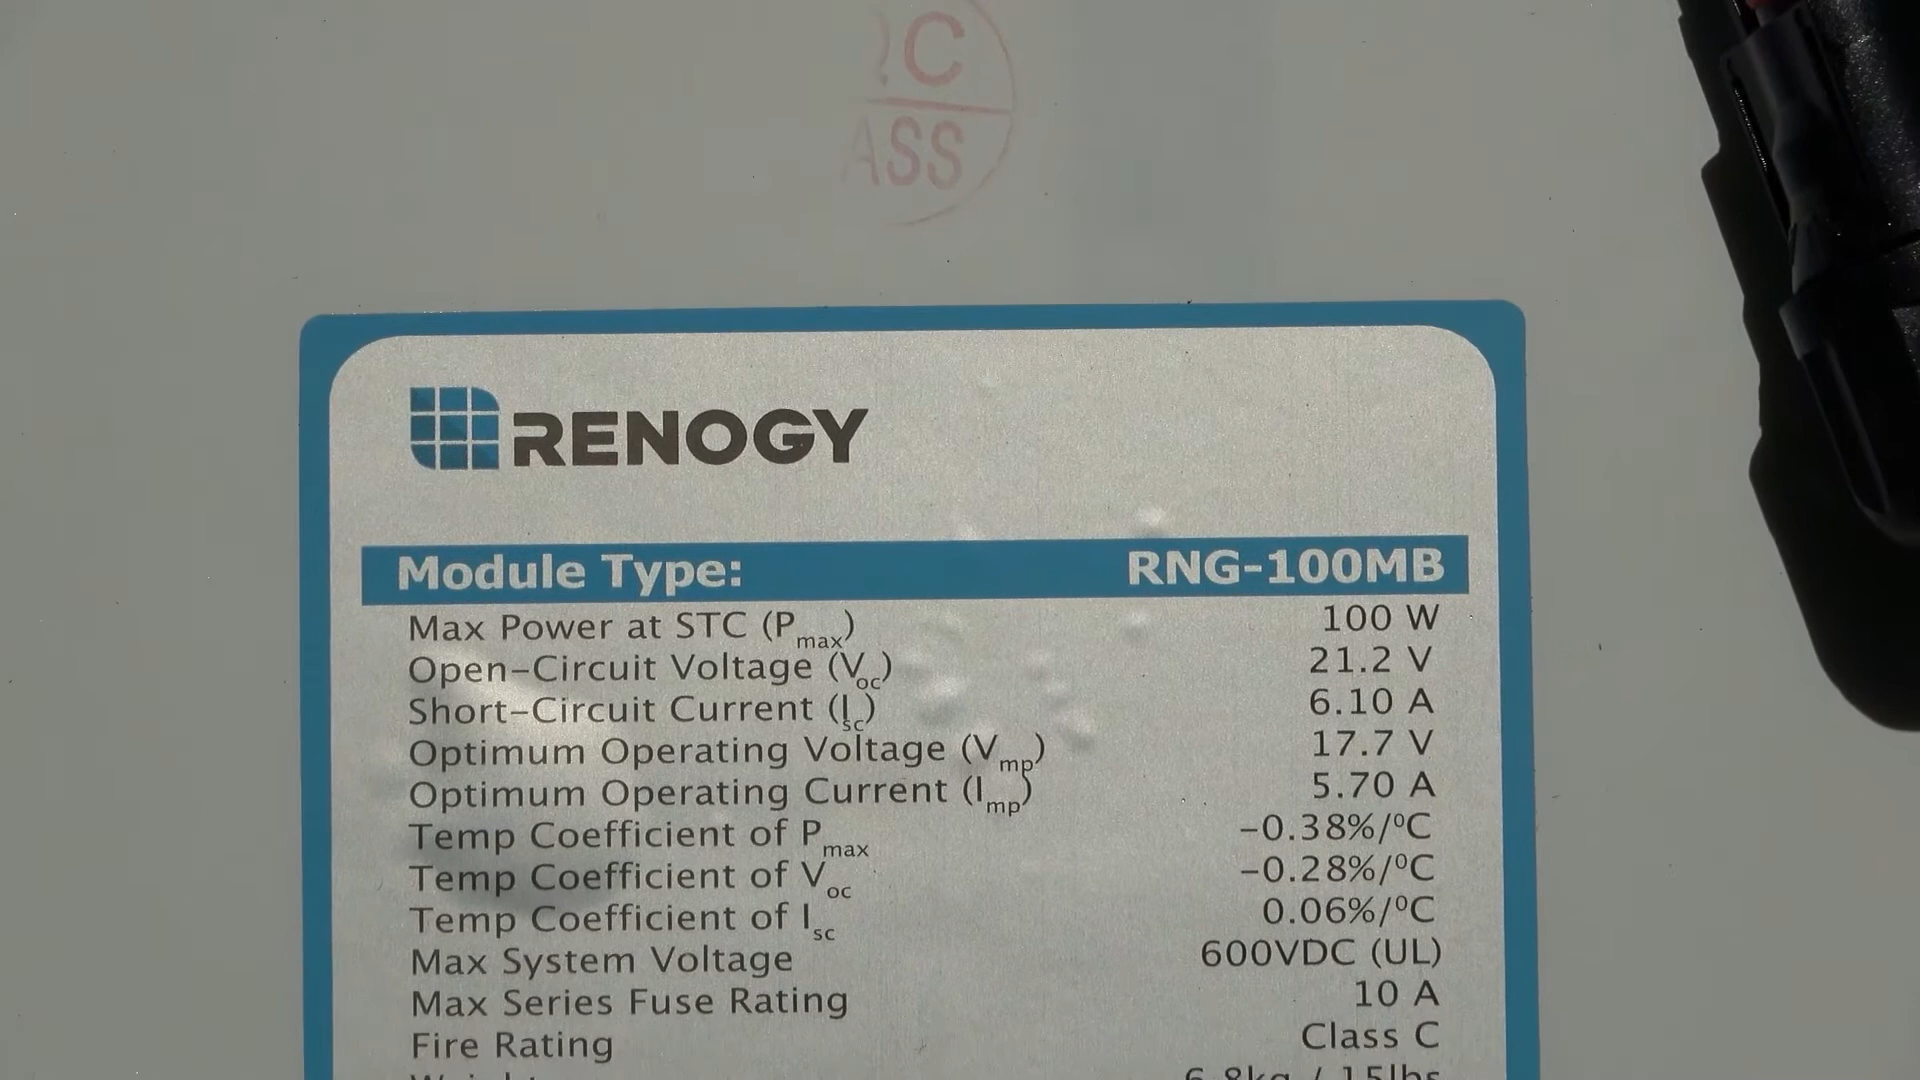 C
ASS
RENOGY
Module Type: RNG-100MB
Max Power at STC (Pmax) 100 W
Open-Circuit Voltage (Voc) 21.2 V
Short-Circuit Current (Isc) 6.10 A
Optimum Operating Voltage (Vmp) 17.7 V
Optimum Operating Current (Imp) 5.70 A
Temp Coefficient of Pmax -0.38%/ºC
Temp Coefficient of Voc -0.28%/ºC
Temp Coefficient of Isc 0.06%/ºC
Max System Voltage 600VDC (UL)
Max Series Fuse Rating 10 A
Fire Rating Class C
Weight 6.8kg / 15lbs